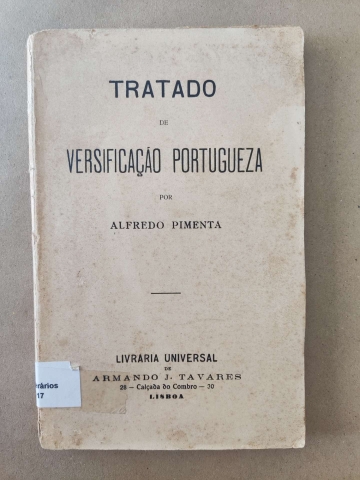 TRATADO
DE
VERSIFICAÇÃO PORTUGUEZA
POR
ALFREDO PIMENTA
LIVRARIA UNIVERSAL
DE
ARMANDO J. TAVARES
28 — Calçada do Combro — 30
LISBOA
rários
17